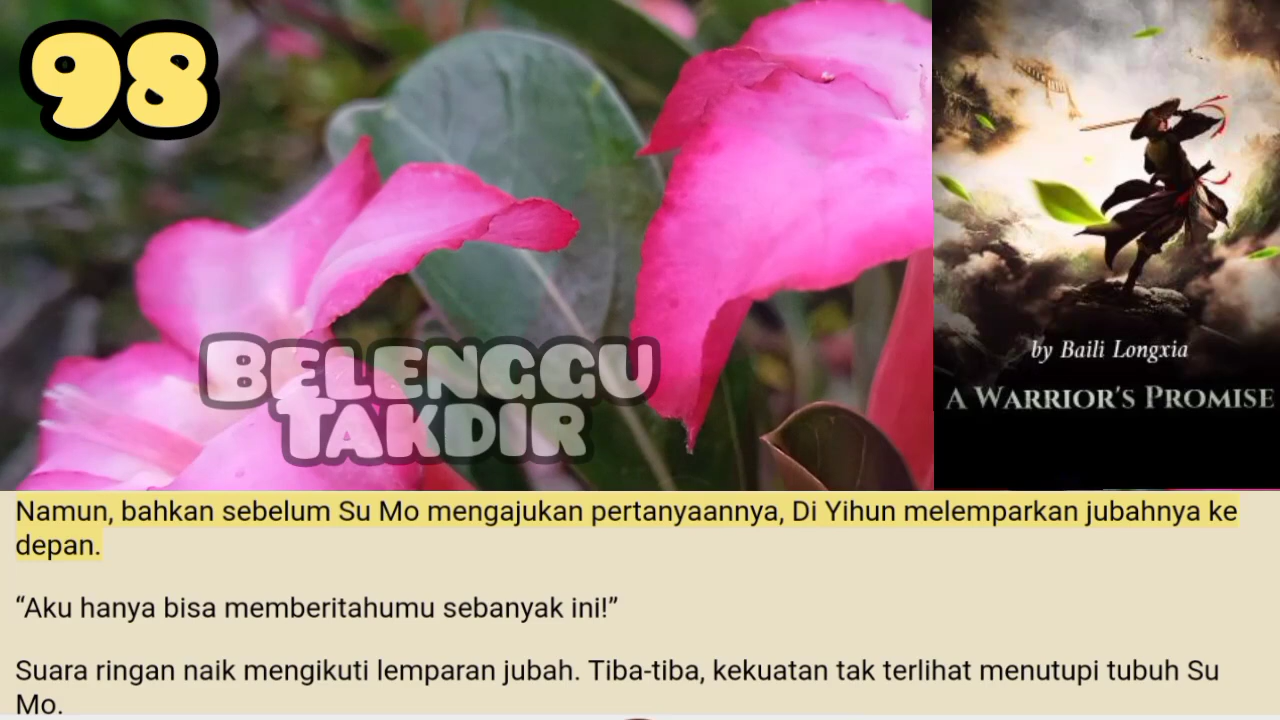 98
BELENGGU
TAKDIR
by Baili Longxia
A WARRIOR'S PROMISE
Namun, bahkan sebelum Su Mo mengajukan pertanyaannya, Di Yihun melemparkan jubahnya ke
depan.
“Aku hanya bisa memberitahumu sebanyak ini!”
Suara ringan naik mengikuti lemparan jubah. Tiba-tiba, kekuatan tak terlihat menutupi tubuh Su
Mo.